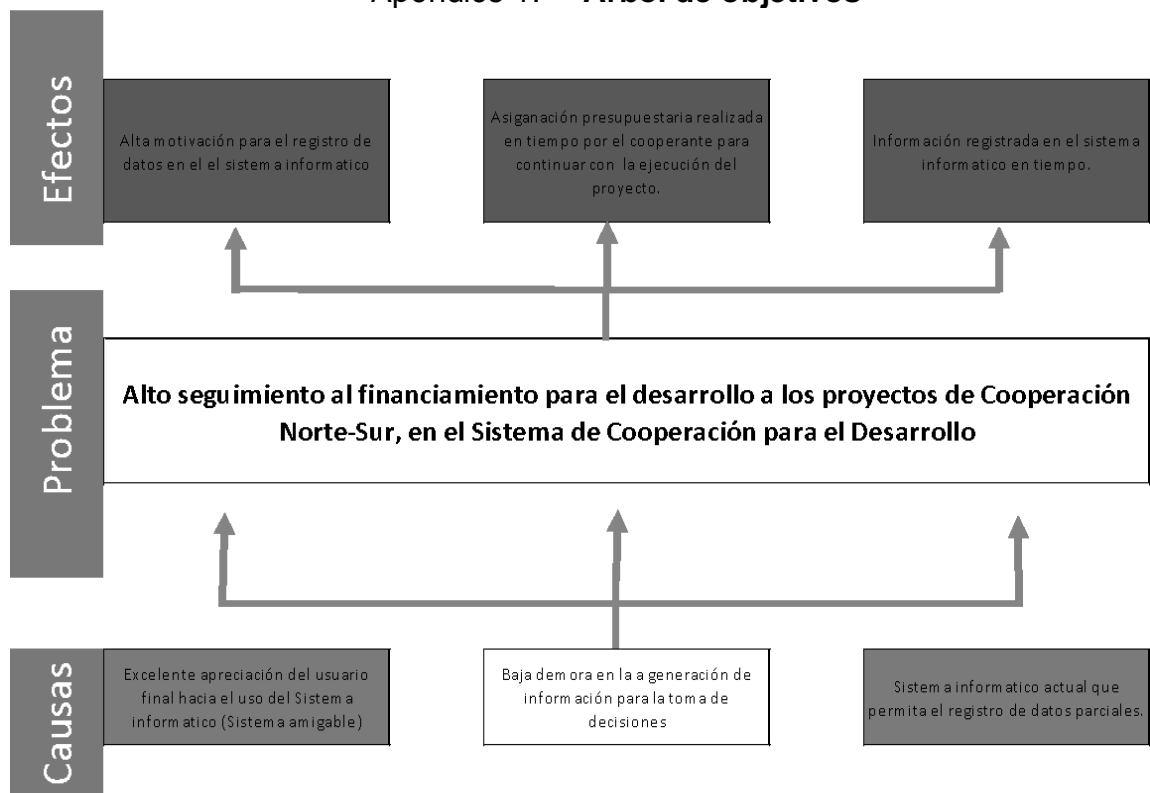 Árbol de objetivos
Efectos
Alta motivación para el registro de
datos en el el sistema informatico
Asiganación presupuestaria realizada
en tiempo por el cooperante para
continuar con la ejecución del
proyecto.
Información registrada en el sistema
informatico en tiempo.
Problema
Alto seguimiento al financiamiento para el desarrollo a los proyectos de Cooperación
Norte-Sur, en el Sistema de Cooperación para el Desarrollo
Causas
Excelente apreciación del usuario
final hacia el uso del Sistema
informatico (Sistema amigable)
Baja demora en la a generación de
información para la toma de
decisiones
Sistema informatico actual que
permita el registro de datos parciales.